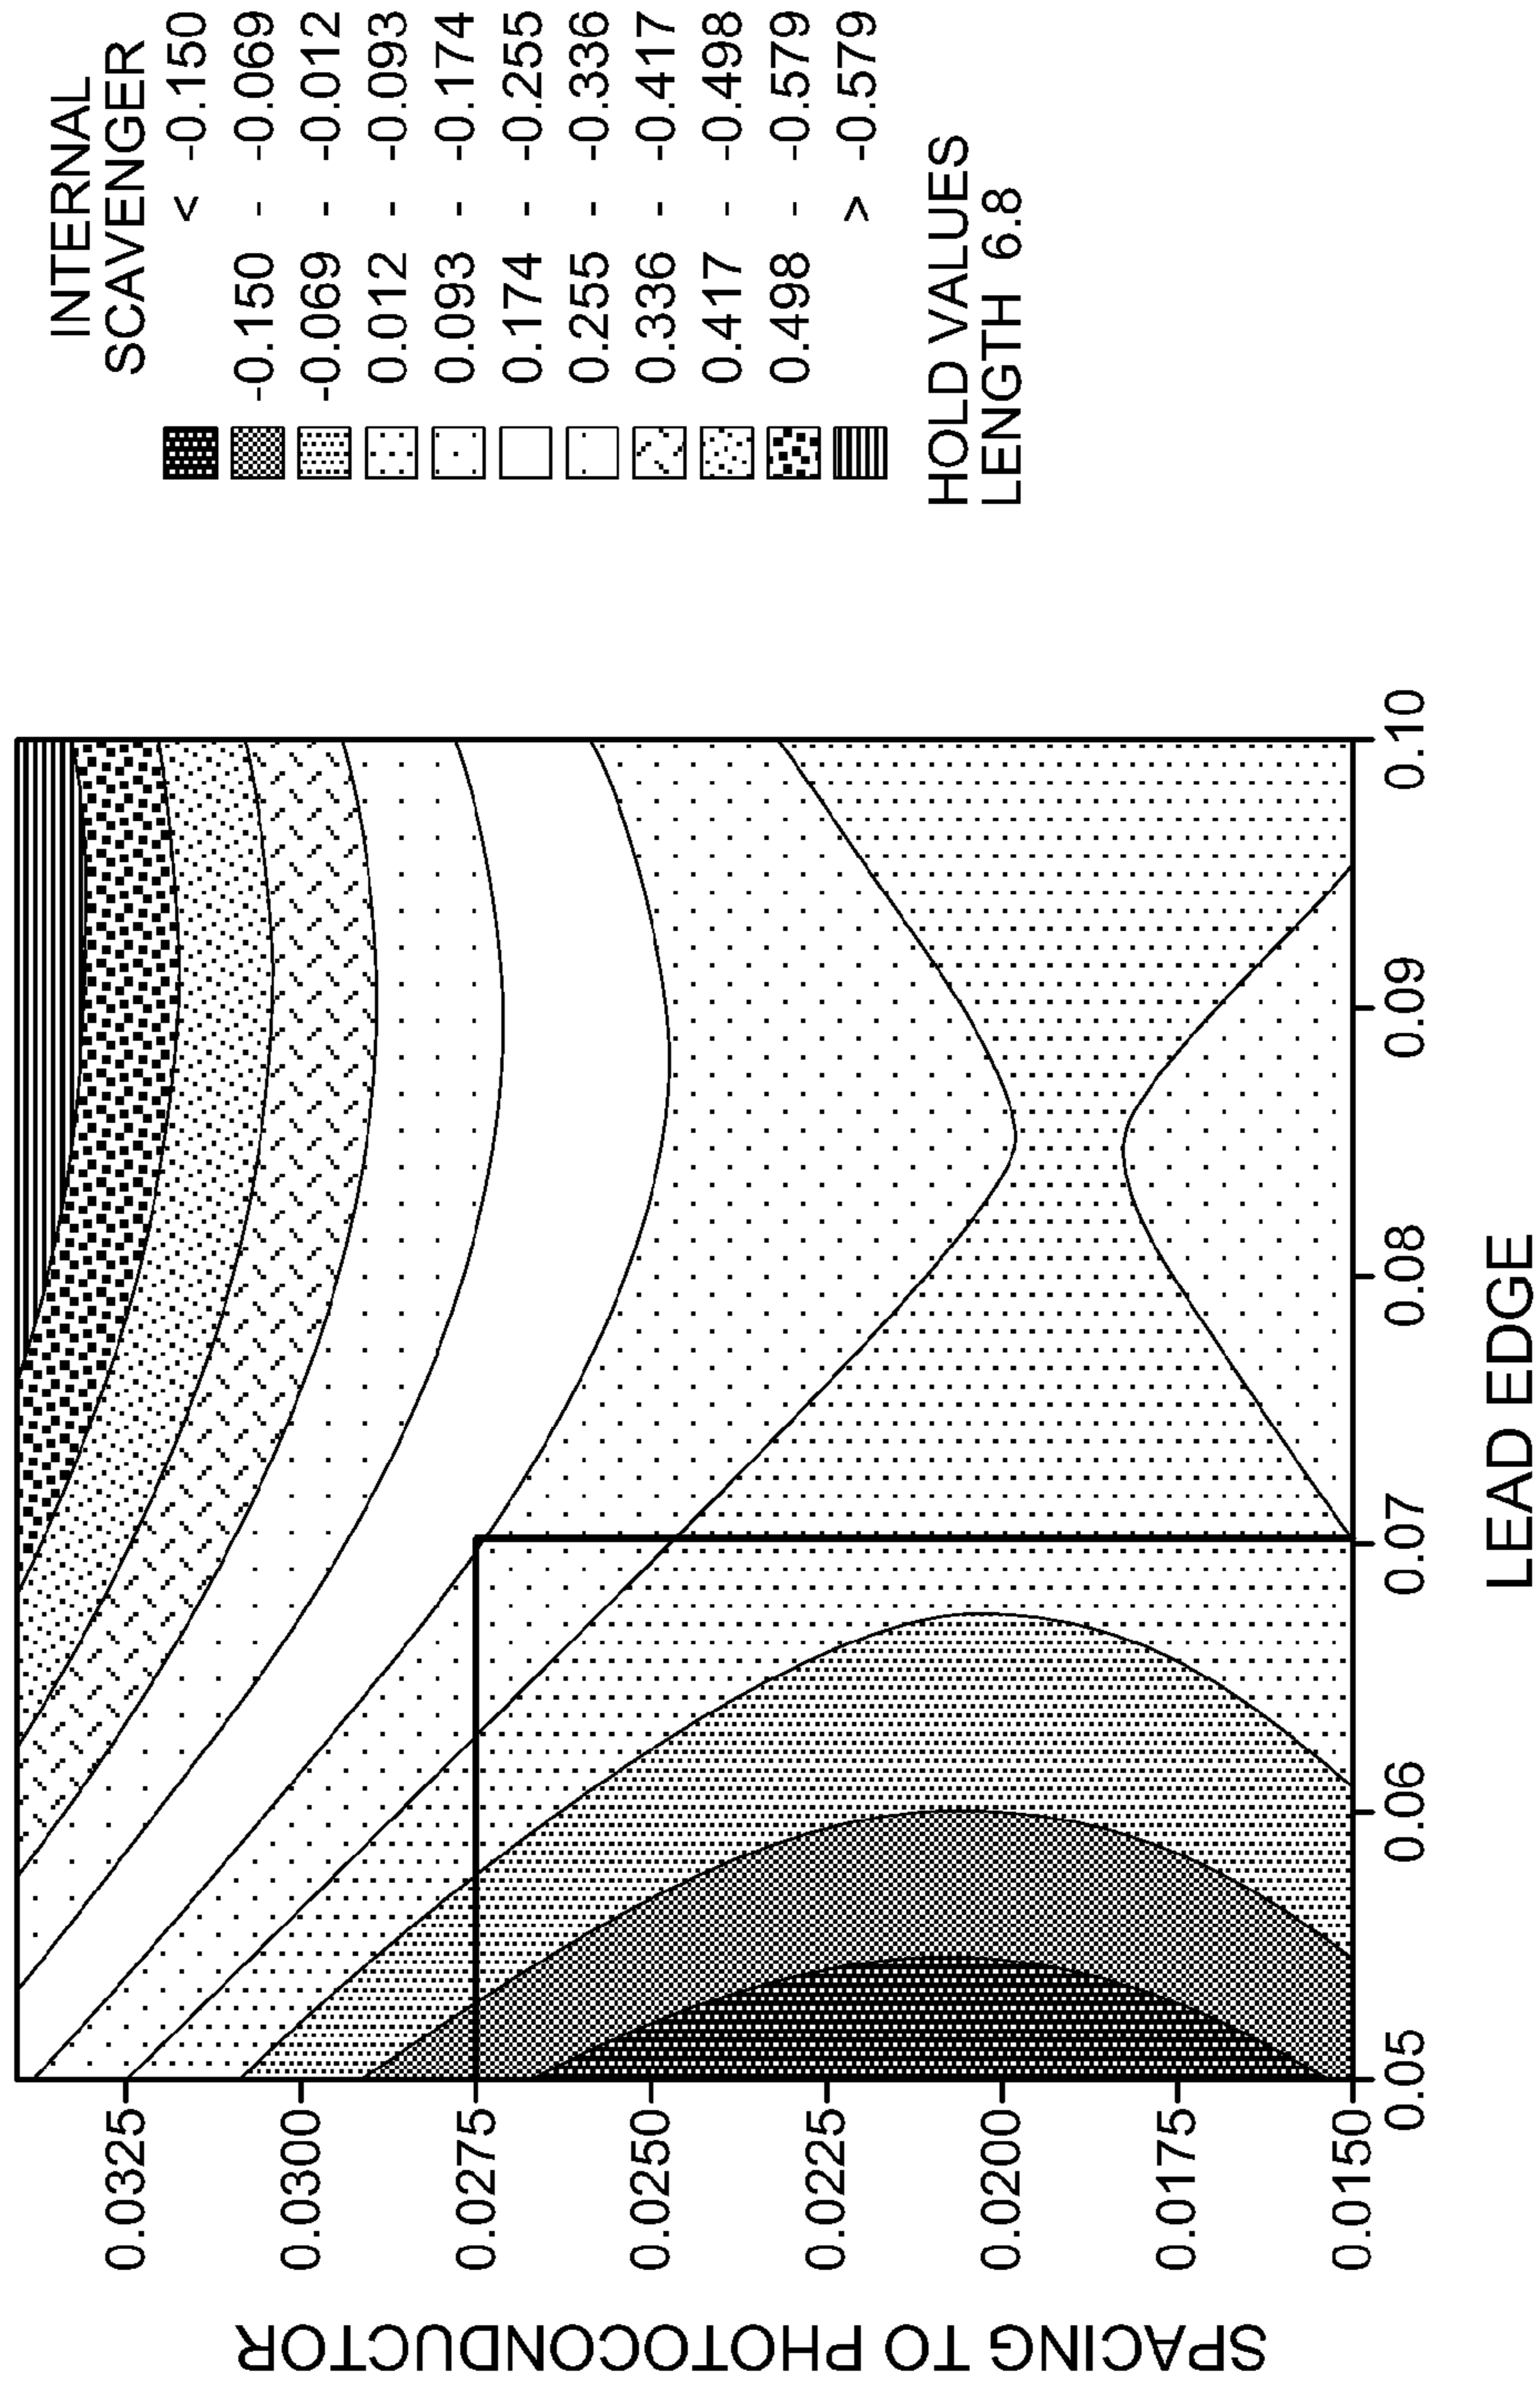 INTERNAL
SCAVENGER
< -0.150
-0.150 - -0.069
-0.069 - -0.012
0.012 - -0.093
0.093 - -0.174
0.174 - -0.255
0.255 - -0.336
0.336 - -0.417
0.417 - -0.498
0.498 - -0.579
> -0.579
HOLD VALUES
LENGTH 6.8
SPACING TO PHOTOCONDUCTOR
0.0325
0.0300
0.0275
0.0250
0.0225
0.0200
0.0175
0.0150
0.05 0.06 0.07 0.08 0.09 0.10
LEAD EDGE